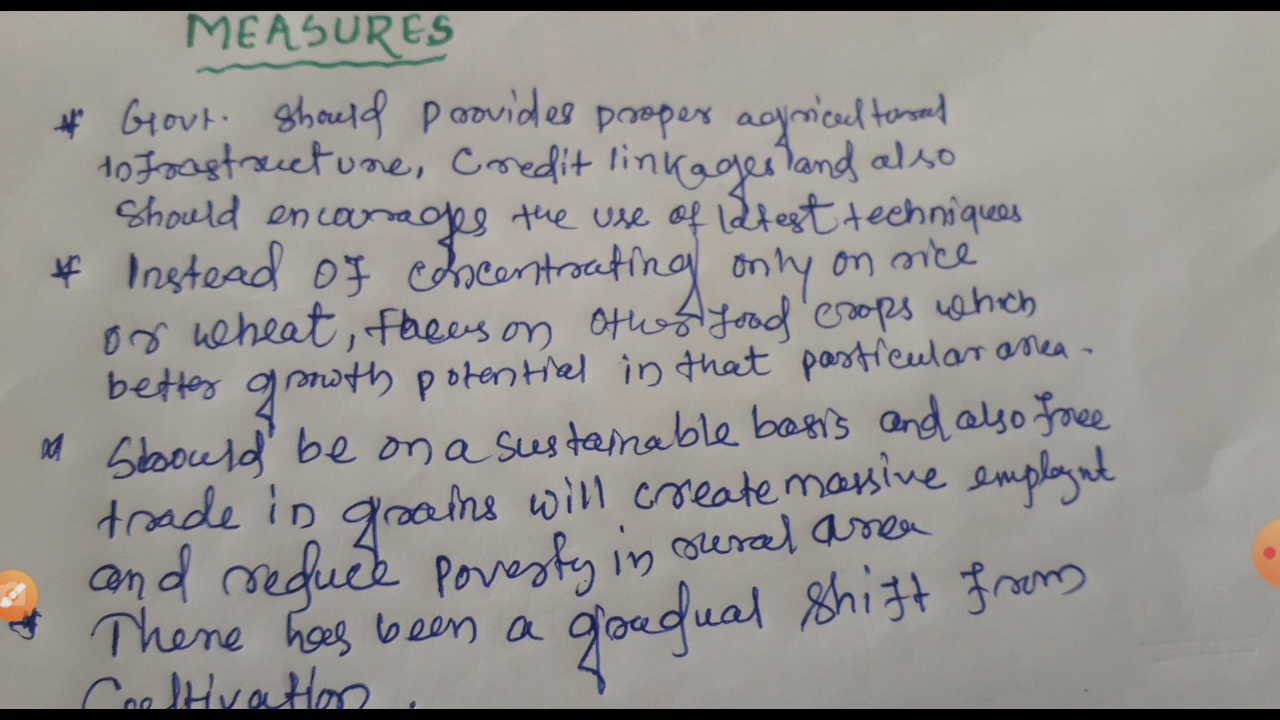 MEASURES
* Govt. should provides proper agricultural
infrastructure, credit linkages and also
should encourages the use of latest techniques
* Instead of concentrating only on rice
or wheat, focus on other food crops which
better growth potential in that particular area.
* Should be on a sustainable basis and also free
trade in grains will create massive employnt
and reduce poverty in rural area
* There has been a gradual shift from
Cultivation.